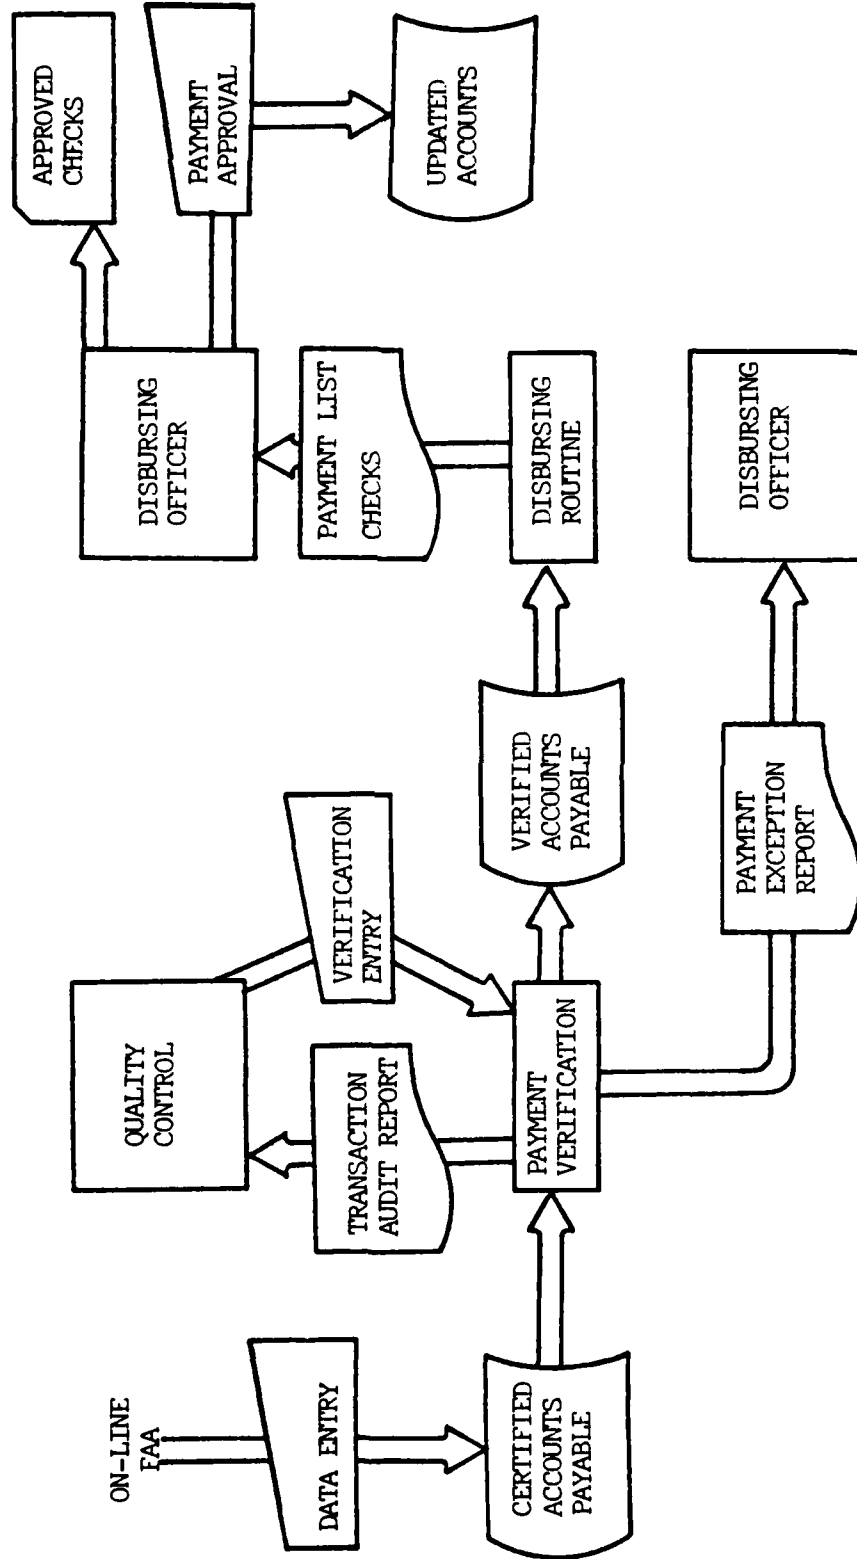 ON-LINE
FAA
DATA ENTRY
CERTIFIED
ACCOUNTS
PAYABLE
QUALITY
CONTROL
TRANSACTION
AUDIT REPORT
VERIFICATION
ENTRY
PAYMENT
VERIFICATION
VERIFIED
ACCOUNTS
PAYABLE
PAYMENT
EXCEPTION
REPORT
DISBURSING
OFFICER
PAYMENT LIST
CHECKS
DISBURSING
ROUTINE
DISBURSING
OFFICER
APPROVED
CHECKS
PAYMENT
APPROVAL
UPDATED
ACCOUNTS